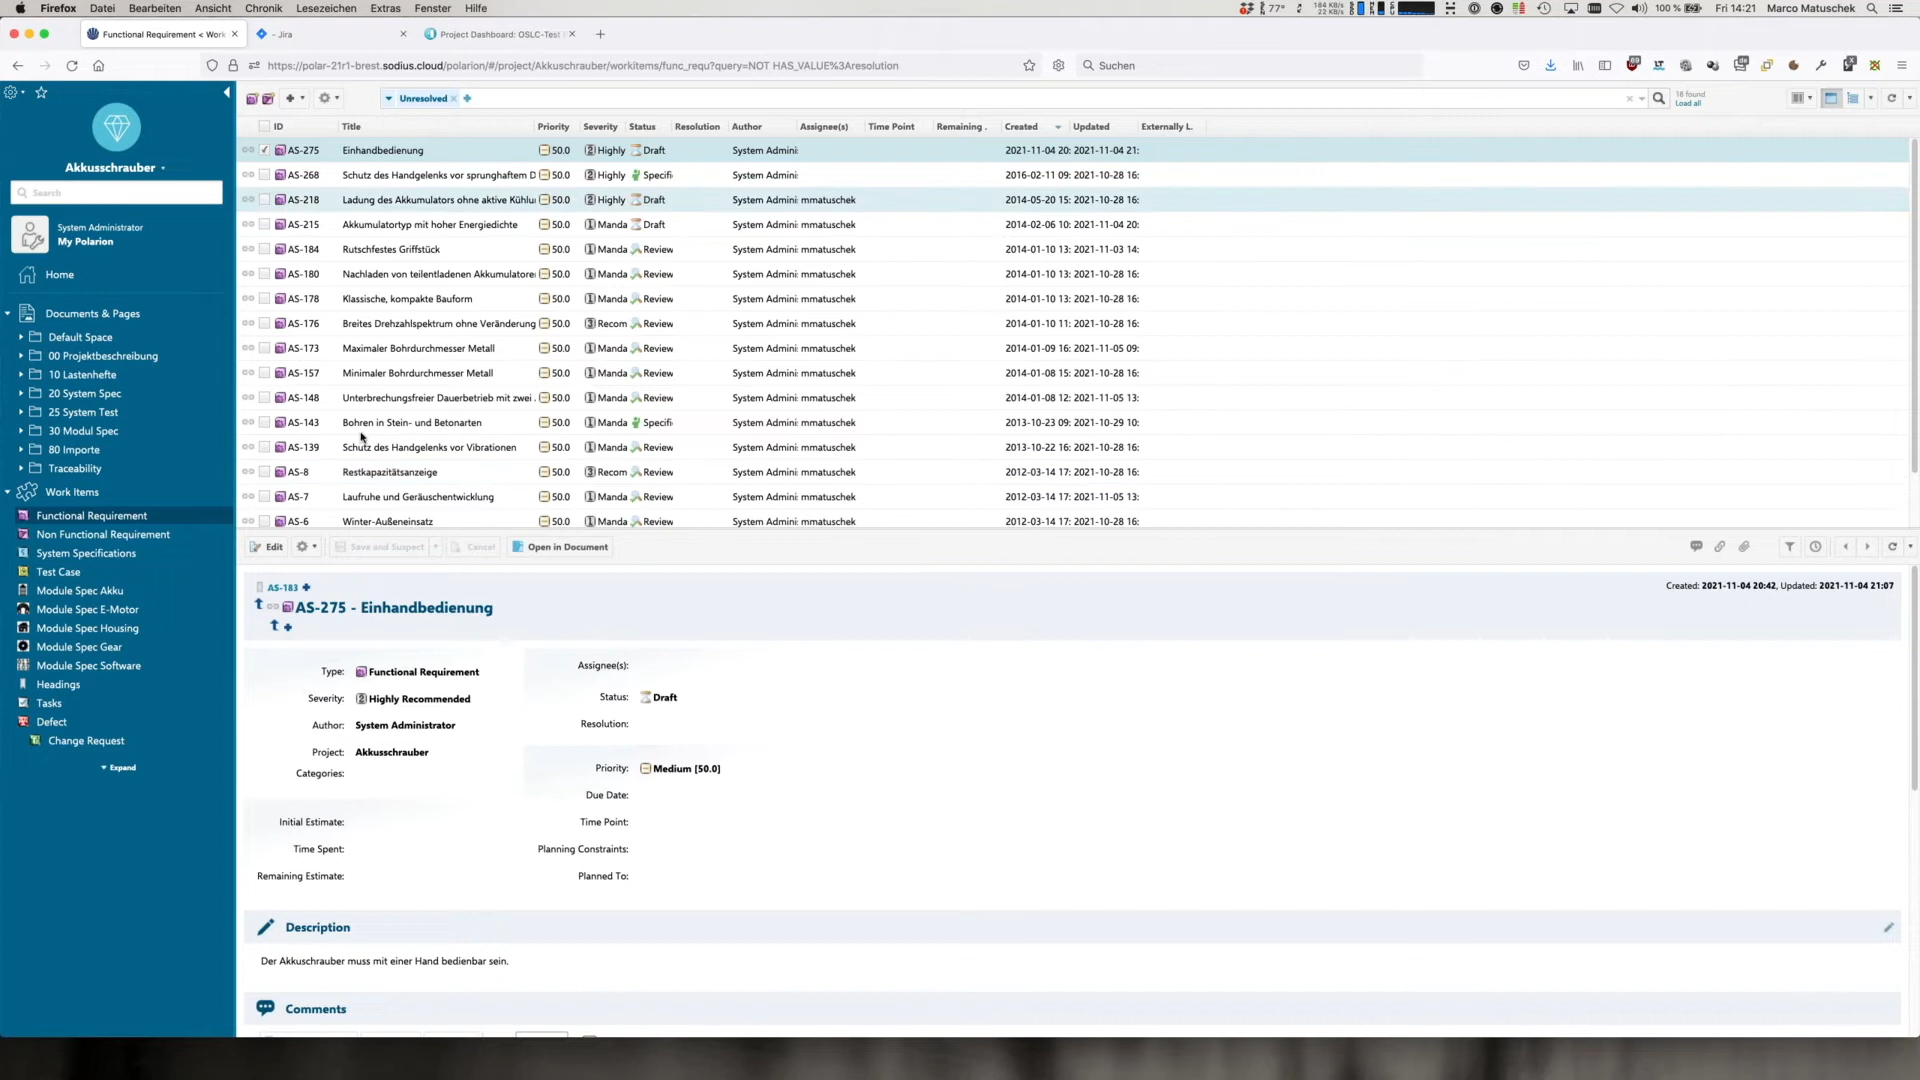 Firefox Datei Bearbeiten Ansicht Chronik Lesezeichen Extras Fenster Hilfe 77° 184 KB/s 22 KB/s 100 % Fri 14:21 Marco Matuschek
Functional Requirement < Work - Jira Project Dashboard: OSLC-Test
https://polar-21r1-brest.sodius.cloud/polarion/#/project/Akkuschrauber/workitems/func_requ?query=NOT HAS_VALUE%3Aresolution Suchen
Akkusschrauber
Search
System Administrator
My Polarion
Home
Documents & Pages
Default Space
00 Projektbeschreibung
10 Lastenhefte
20 System Spec
25 System Test
30 Modul Spec
80 Importe
Traceability
Work Items
Functional Requirement
Non Functional Requirement
System Specifications
Test Case
Module Spec Akku
Module Spec E-Motor
Module Spec Housing
Module Spec Gear
Module Spec Software
Headings
Tasks
Defect
Change Request
Expand
Unresolved 18 found
Load all
ID Title Priority Severity Status Resolution Author Assignee(s) Time Point Remaining . Created Updated Externally L.
AS-275 Einhandbedienung 50.0 Highly Draft System Admini: 2021-11-04 20: 2021-11-04 21:
AS-268 Schutz des Handgelenks vor sprunghaftem D 50.0 Highly Specifi System Admini: 2016-02-11 09: 2021-10-28 16:
AS-218 Ladung des Akkumulators ohne aktive Kühlu 50.0 Highly Draft System Admini: mmatuschek 2014-05-20 15: 2021-10-28 16:
AS-215 Akkumulatortyp mit hoher Energiedichte 50.0 Manda Draft System Admini: mmatuschek 2014-02-06 10: 2021-11-04 20:
AS-184 Rutschfestes Griffstück 50.0 Manda Review System Admini: mmatuschek 2014-01-10 13: 2021-11-03 14:
AS-180 Nachladen von teilentladenen Akkumulatore 50.0 Manda Review System Admini: mmatuschek 2014-01-10 13: 2021-10-28 16:
AS-178 Klassische, kompakte Bauform 50.0 Manda Review System Admini: mmatuschek 2014-01-10 13: 2021-10-28 16:
AS-176 Breites Drehzahlspektrum ohne Veränderung 50.0 Recom Review System Admini: mmatuschek 2014-01-10 11: 2021-10-28 16:
AS-173 Maximaler Bohrdurchmesser Metall 50.0 Manda Review System Admini: mmatuschek 2014-01-09 16: 2021-11-05 09:
AS-157 Minimaler Bohrdurchmesser Metall 50.0 Manda Review System Admini: mmatuschek 2014-01-08 15: 2021-10-28 16:
AS-148 Unterbrechungsfreier Dauerbetrieb mit zwei . 50.0 Manda Review System Admini: mmatuschek 2014-01-08 12: 2021-11-05 13:
AS-143 Bohren in Stein- und Betonarten 50.0 Manda Specifi System Admini: mmatuschek 2013-10-23 09: 2021-10-29 10:
AS-139 Schutz des Handgelenks vor Vibrationen 50.0 Manda Review System Admini: mmatuschek 2013-10-22 16: 2021-10-28 16:
AS-8 Restkapazitätsanzeige 50.0 Recom Review System Admini: mmatuschek 2012-03-14 17: 2021-10-28 16:
AS-7 Laufruhe und Geräuschentwicklung 50.0 Manda Review System Admini: mmatuschek 2012-03-14 17: 2021-11-05 13:
AS-6 Winter-Außeneinsatz 50.0 Manda Review System Admini: mmatuschek 2012-03-14 17: 2021-10-28 16:
Edit Save and Suspect Cancel Open in Document
AS-183 Created: 2021-11-04 20:42, Updated: 2021-11-04 21:07
AS-275 - Einhandbedienung
Type: Functional Requirement
Severity: Highly Recommended
Author: System Administrator
Project: Akkusschrauber
Categories:
Initial Estimate:
Time Spent:
Remaining Estimate:
Assignee(s):
Status: Draft
Resolution:
Priority: Medium [50.0]
Due Date:
Time Point:
Planning Constraints:
Planned To:
Description
Der Akkuschrauber muss mit einer Hand bedienbar sein.
Comments